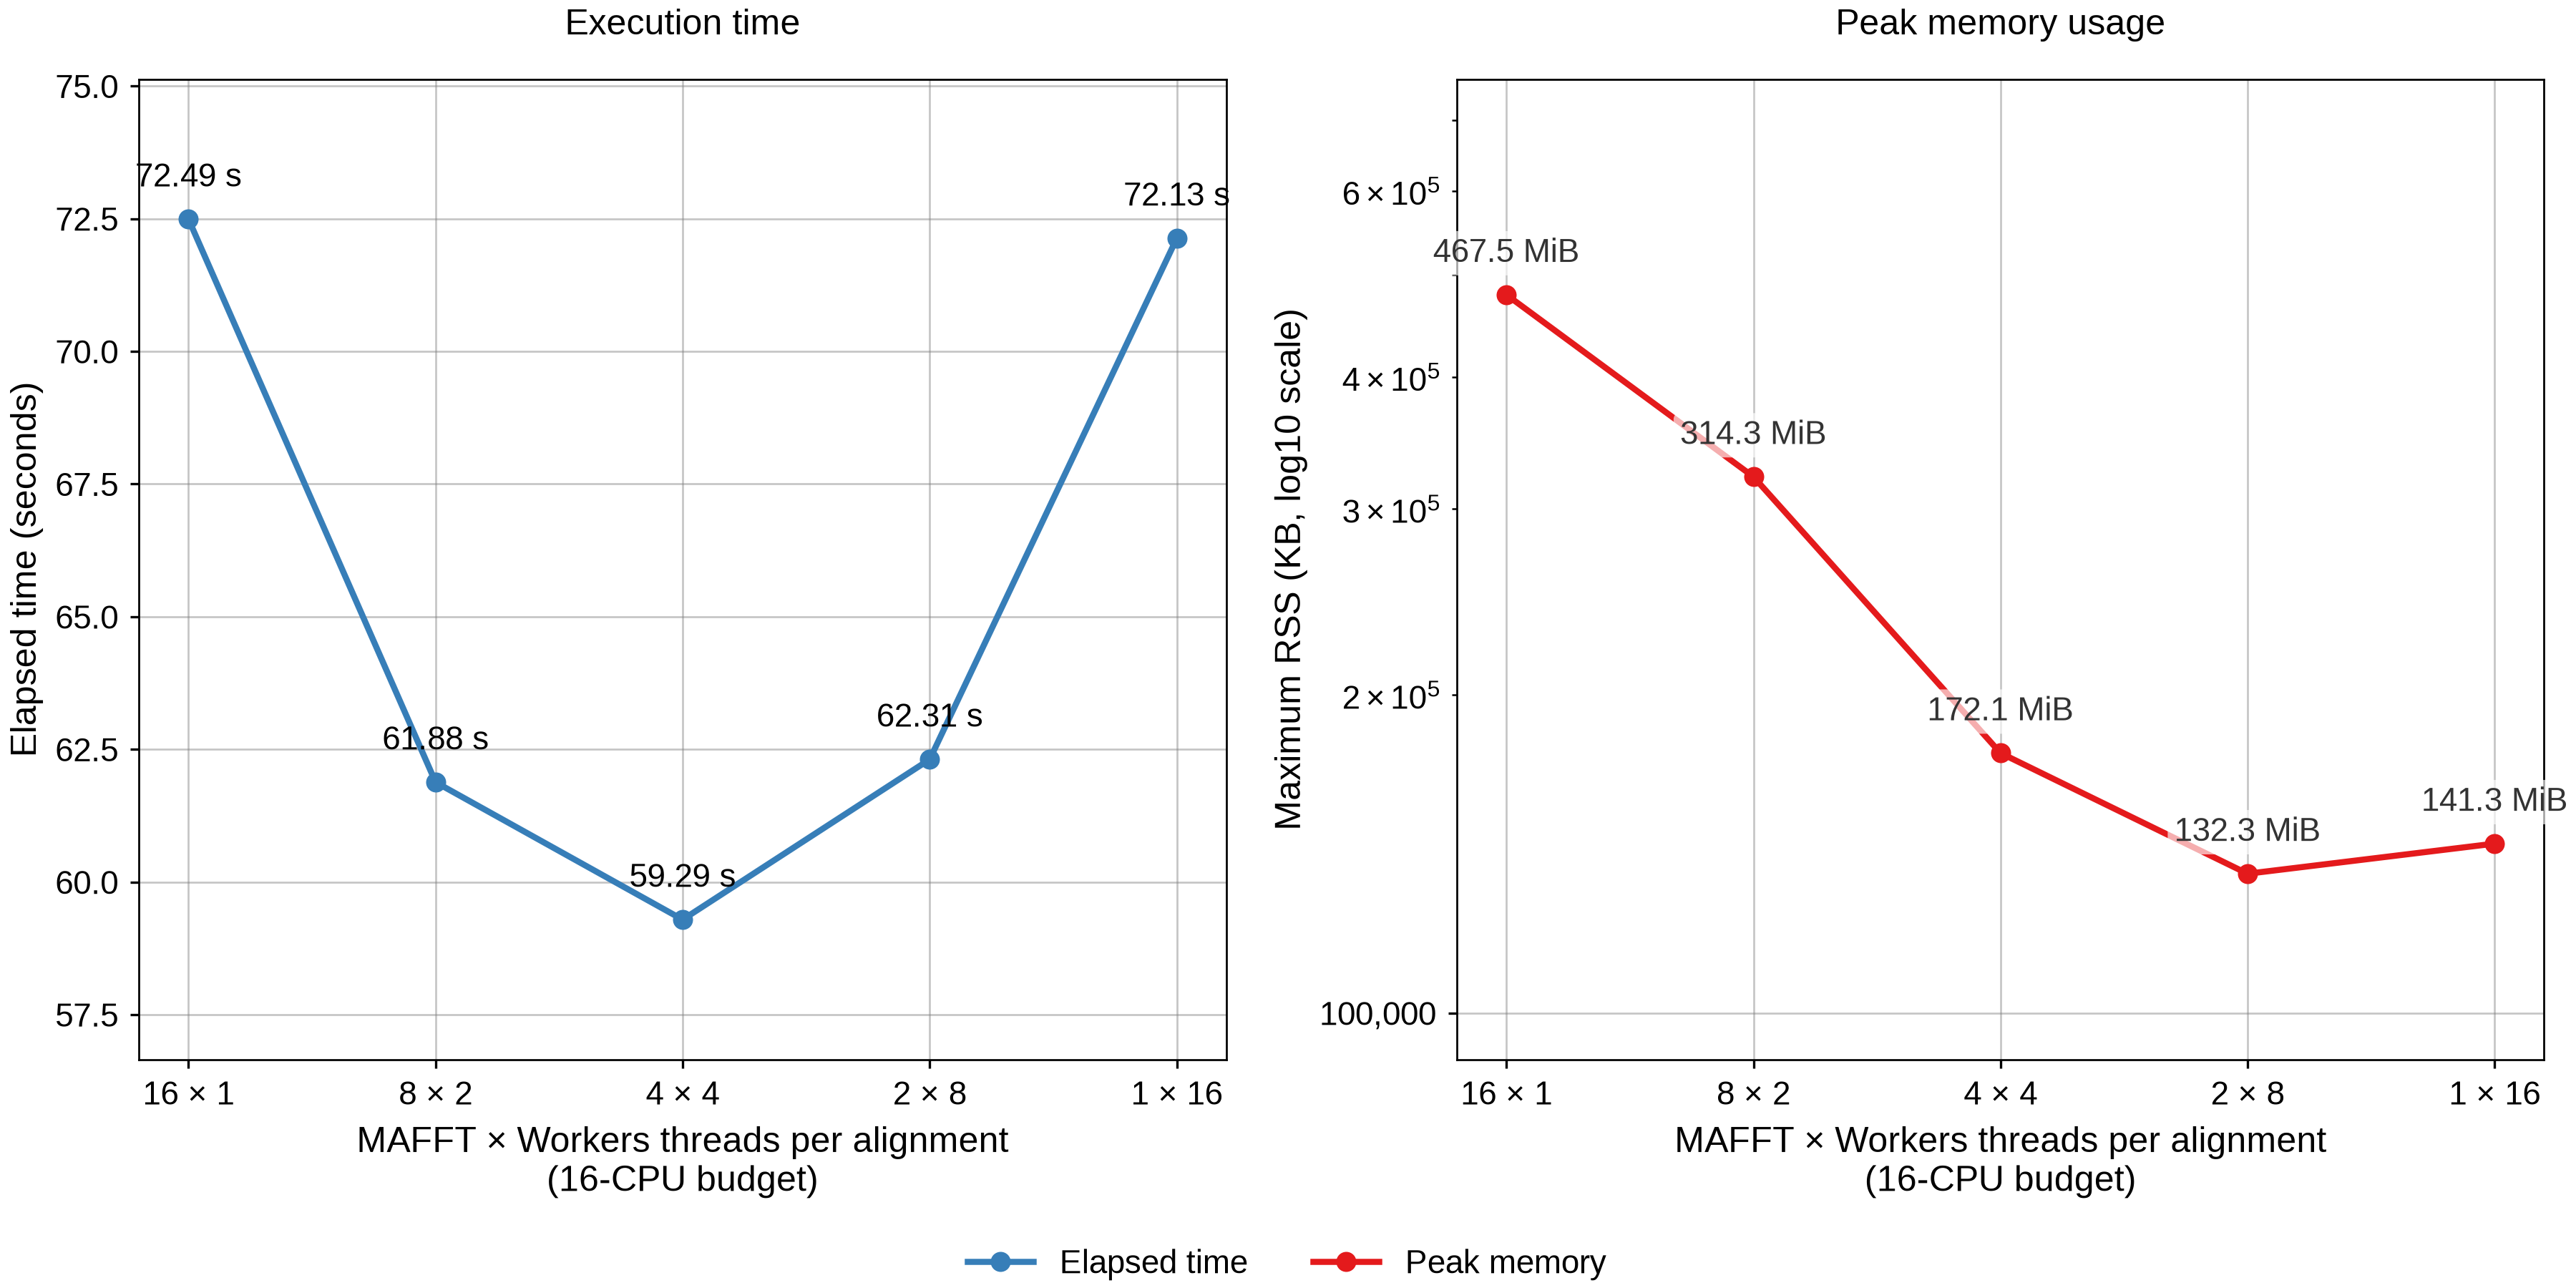 Execution time
75.0
72.5
70.0
67.5
65.0
62.5
60.0
57.5
Elapsed time (seconds)
72.49 s
61.88 s
59.29 s
62.31 s
72.13 s
16 × 1
8 × 2
4 × 4
2 × 8
1 × 16
MAFFT × Workers threads per alignment
(16-CPU budget)
Peak memory usage
6 × 10⁵
4 × 10⁵
3 × 10⁵
2 × 10⁵
100,000
Maximum RSS (KB, log10 scale)
467.5 MiB
314.3 MiB
172.1 MiB
132.3 MiB
141.3 MiB
16 × 1
8 × 2
4 × 4
2 × 8
1 × 16
MAFFT × Workers threads per alignment
(16-CPU budget)
Elapsed time
Peak memory